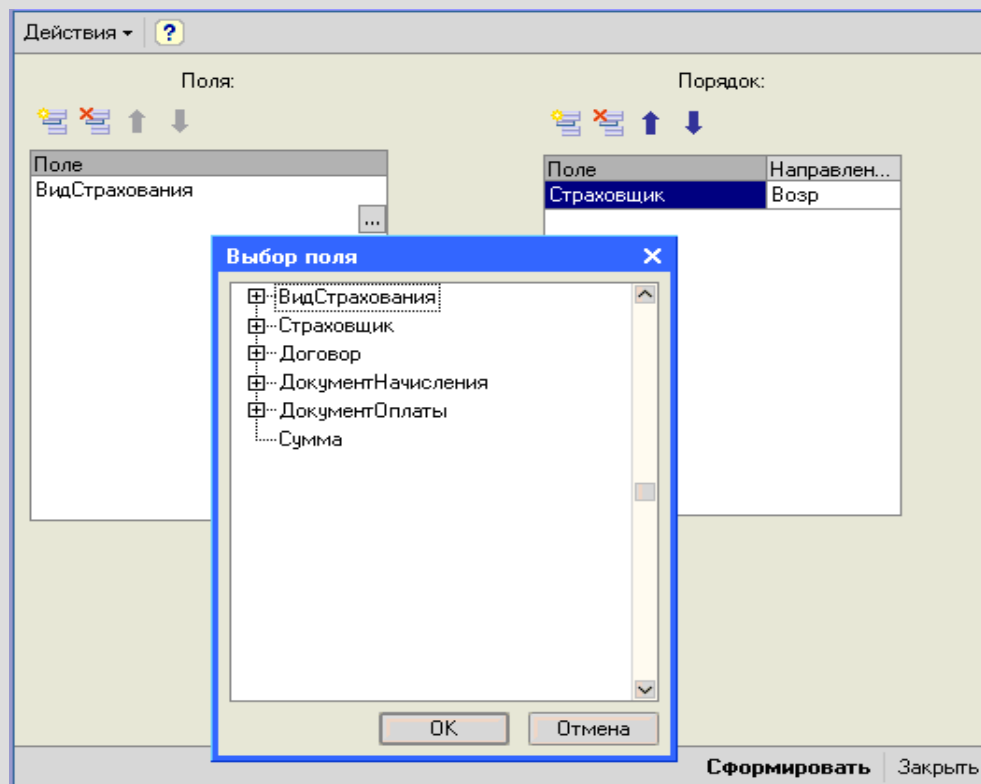 Действия
?
Поля:
Порядок:
Поле
ВидСтрахования
...
Поле Направлен...
Страховщик Возр
Выбор поля
ВидСтрахования
Страховщик
Договор
ДокументНачисления
ДокументОплаты
Сумма
OK Отмена
Сформировать Закрыть